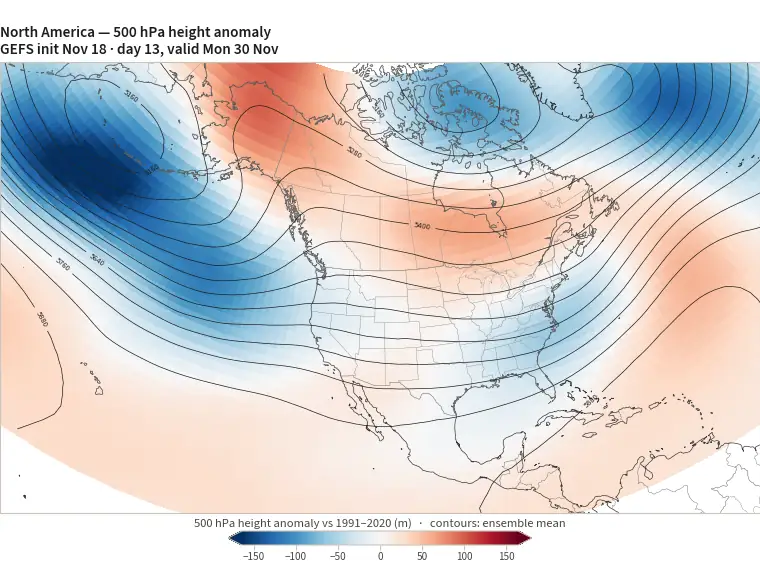 North America — 500 hPa height anomaly
GEFS init Nov 18 · day 13, valid Mon 30 Nov
5160
5280
5400
5640
5760
5880
500 hPa height anomaly vs 1991–2020 (m) · contours: ensemble mean
−150 −100 −50 0 50 100 150